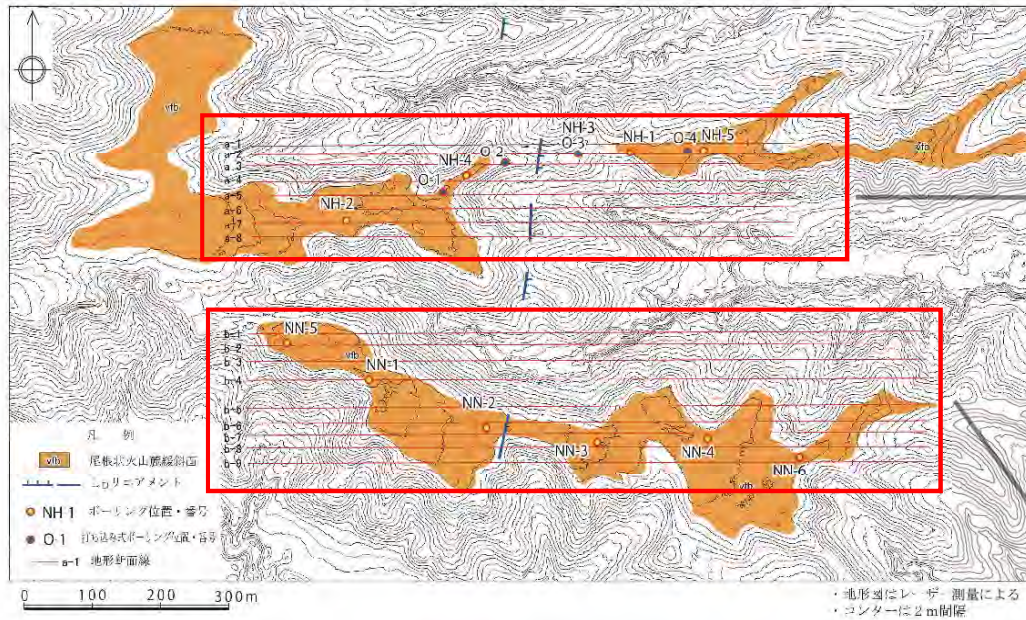 vfb
NH-3
NH-1
O-4
NH-5
O-3
O-2
NH-4
O-1
NH-2
vfb
a-1
a-3
a-4
a-5
a-6
a-7
a-8
NN-5
vfb
NN-1
NN-2
NN-3
NN-4
NN-6
vfb
b-1
b-2
b-3
b-4
b-6
b-7
b-8
b-9
凡 例
vfb 尾根状火山麓緩斜面
LDリニアメント
NH-1 ボーリング位置・番号
O-1 打ち込み式ボーリング位置・番号
a-1 地形断面線
0 100 200 300m
・地形図はレーザー測量による
・コンターは2m間隔